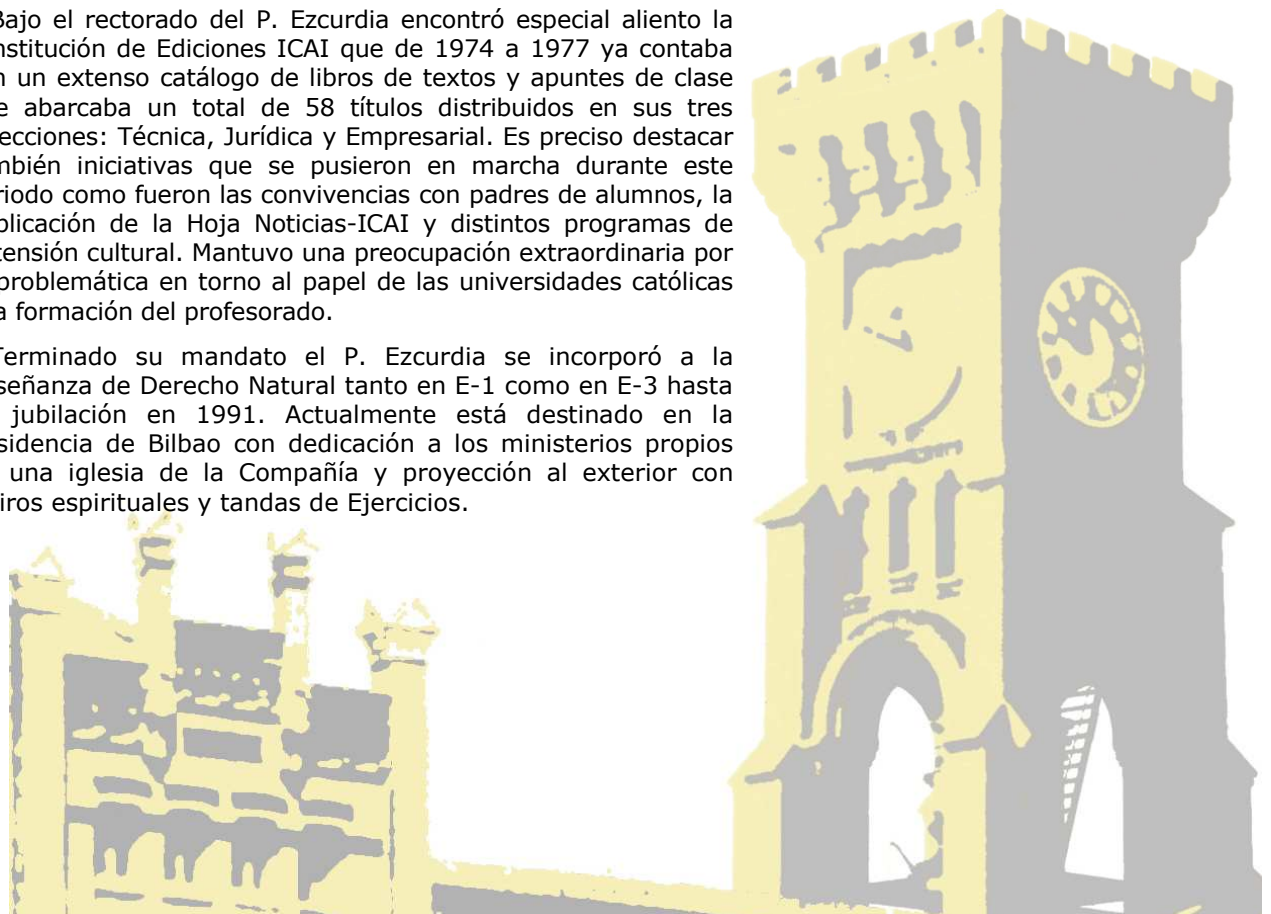 Bajo el rectorado del P. Ezcurdia encontró especial aliento la
nstitución de Ediciones ICAI que de 1974 a 1977 ya contaba
n un extenso catálogo de libros de textos y apuntes de clase
e abarcaba un total de 58 títulos distribuidos en sus tres
ecciones: Técnica, Jurídica y Empresarial. Es preciso destacar
mbién iniciativas que se pusieron en marcha durante este
riodo como fueron las convivencias con padres de alumnos, la
blicación de la Hoja Noticias-ICAI y distintos programas de
tensión cultural. Mantuvo una preocupación extraordinaria por
problemática en torno al papel de las universidades católicas
a formación del profesorado.
Terminado su mandato el P. Ezcurdia se incorporó a la
señanza de Derecho Natural tanto en E-1 como en E-3 hasta
jubilación en 1991. Actualmente está destinado en la
sidencia de Bilbao con dedicación a los ministerios propios
una iglesia de la Compañía y proyección al exterior con
iros espirituales y tandas de Ejercicios.